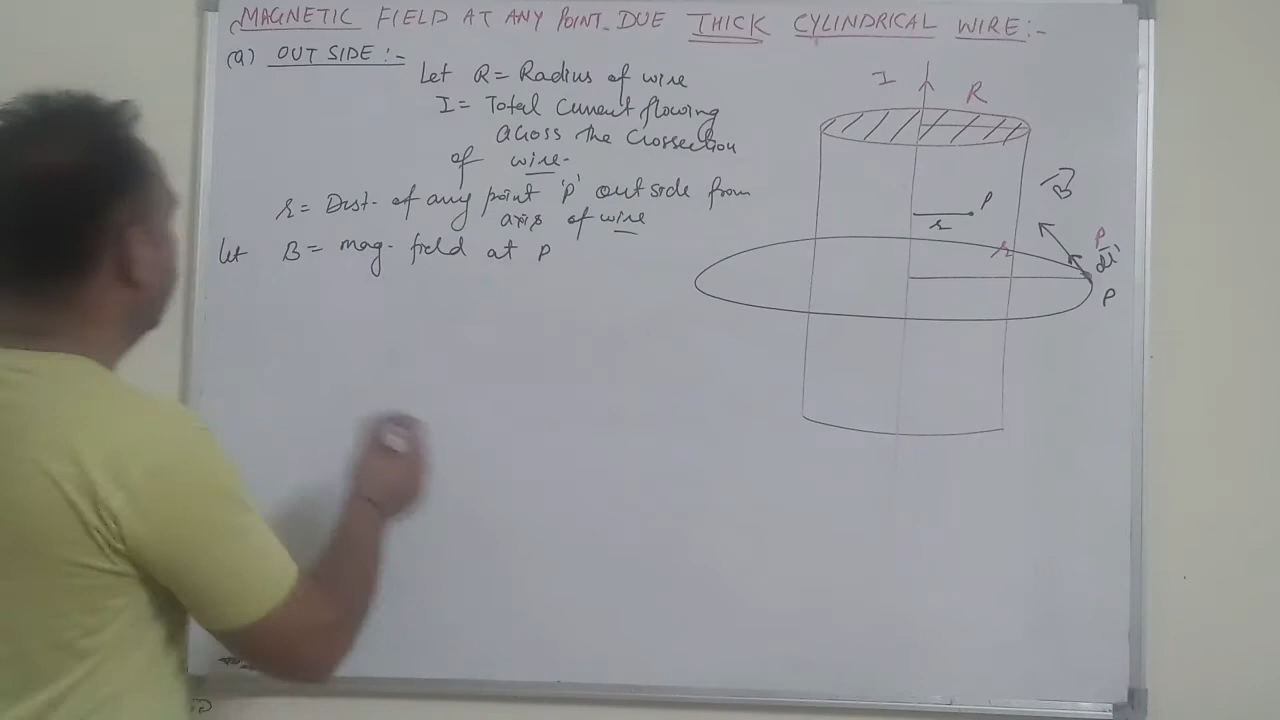 MAGNETIC FIELD AT ANY POINT DUE THICK CYLINDRICAL WIRE:-
(a) OUT SIDE :-
Let R = Radius of wire
I = Total Current flowing
across the Crossection
of wire.
r = Dist. of any point 'P' outside from
axis of wire
let B = mag. field at P
I
R
P
r
r
B
P
dl
P